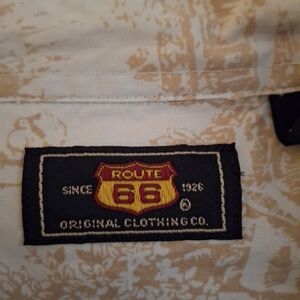 ROUTE
SINCE 66 1926
®
ORIGINAL CLOTHING CO.